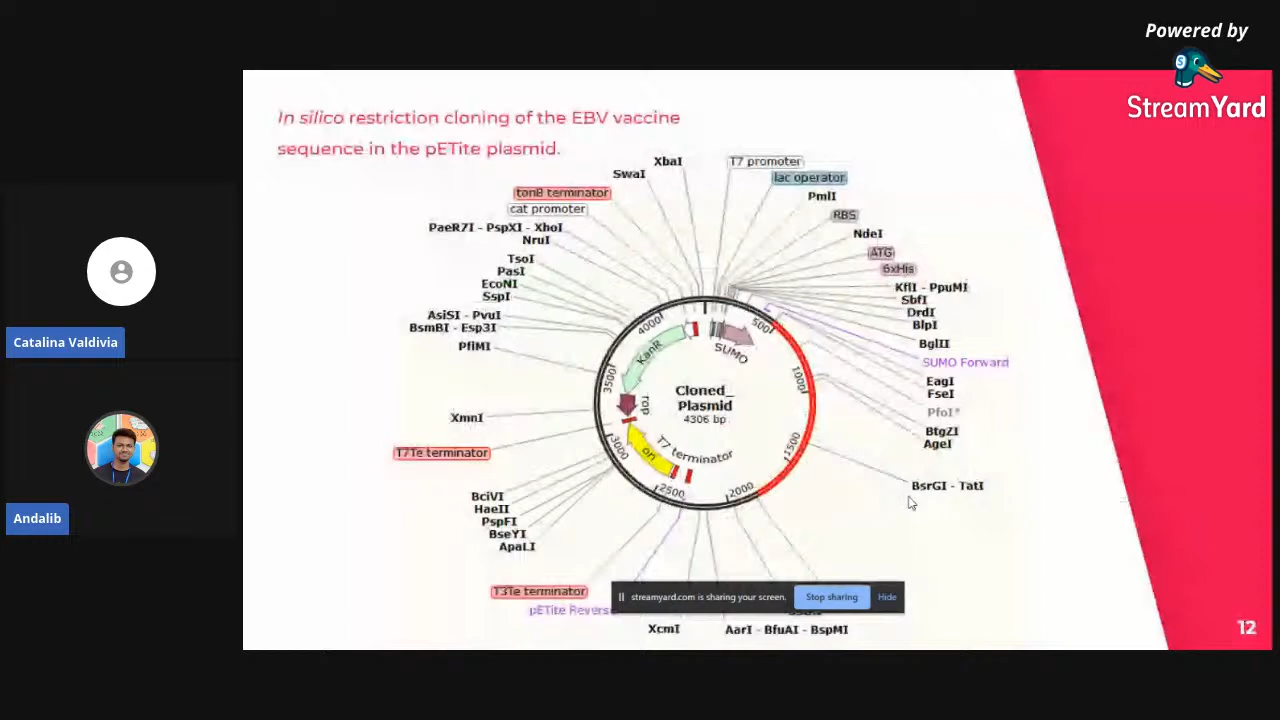 Powered by
StreamYard
In silico restriction cloning of the EBV vaccine
sequence in the pETite plasmid.
XbaI
T7 promoter
SwaI
lac operator
tonB terminator
PmlI
cat promoter
RBS
PaeR7I - PspXI - XhoI
NdeI
NruI
ATG
TsoI
6xHis
PasI
KflI - PpuMI
EcoNI
SbfI
SspI
DrdI
AsiSI - PvuI
BlpI
BsmBI - Esp3I
BglII
PflMI
SUMO Forward
EagI
FseI
PfoI*
BtgZI
AgeI
XmnI
T7Te terminator
BsrGI - TatI
BciVI
HaeII
PspFI
BseYI
ApaLI
T3Te terminator
pETite Reverse
XcmI
AarI - BfuAI - BspMI
500
1000
1500
2000
2500
3000
3500
4000
KanR
SUMO
rop
ori
T7 terminator
Cloned_
Plasmid
4306 bp
streamyard.com is sharing your screen.
Stop sharing
Hide
12
Catalina Valdivia
Andalib